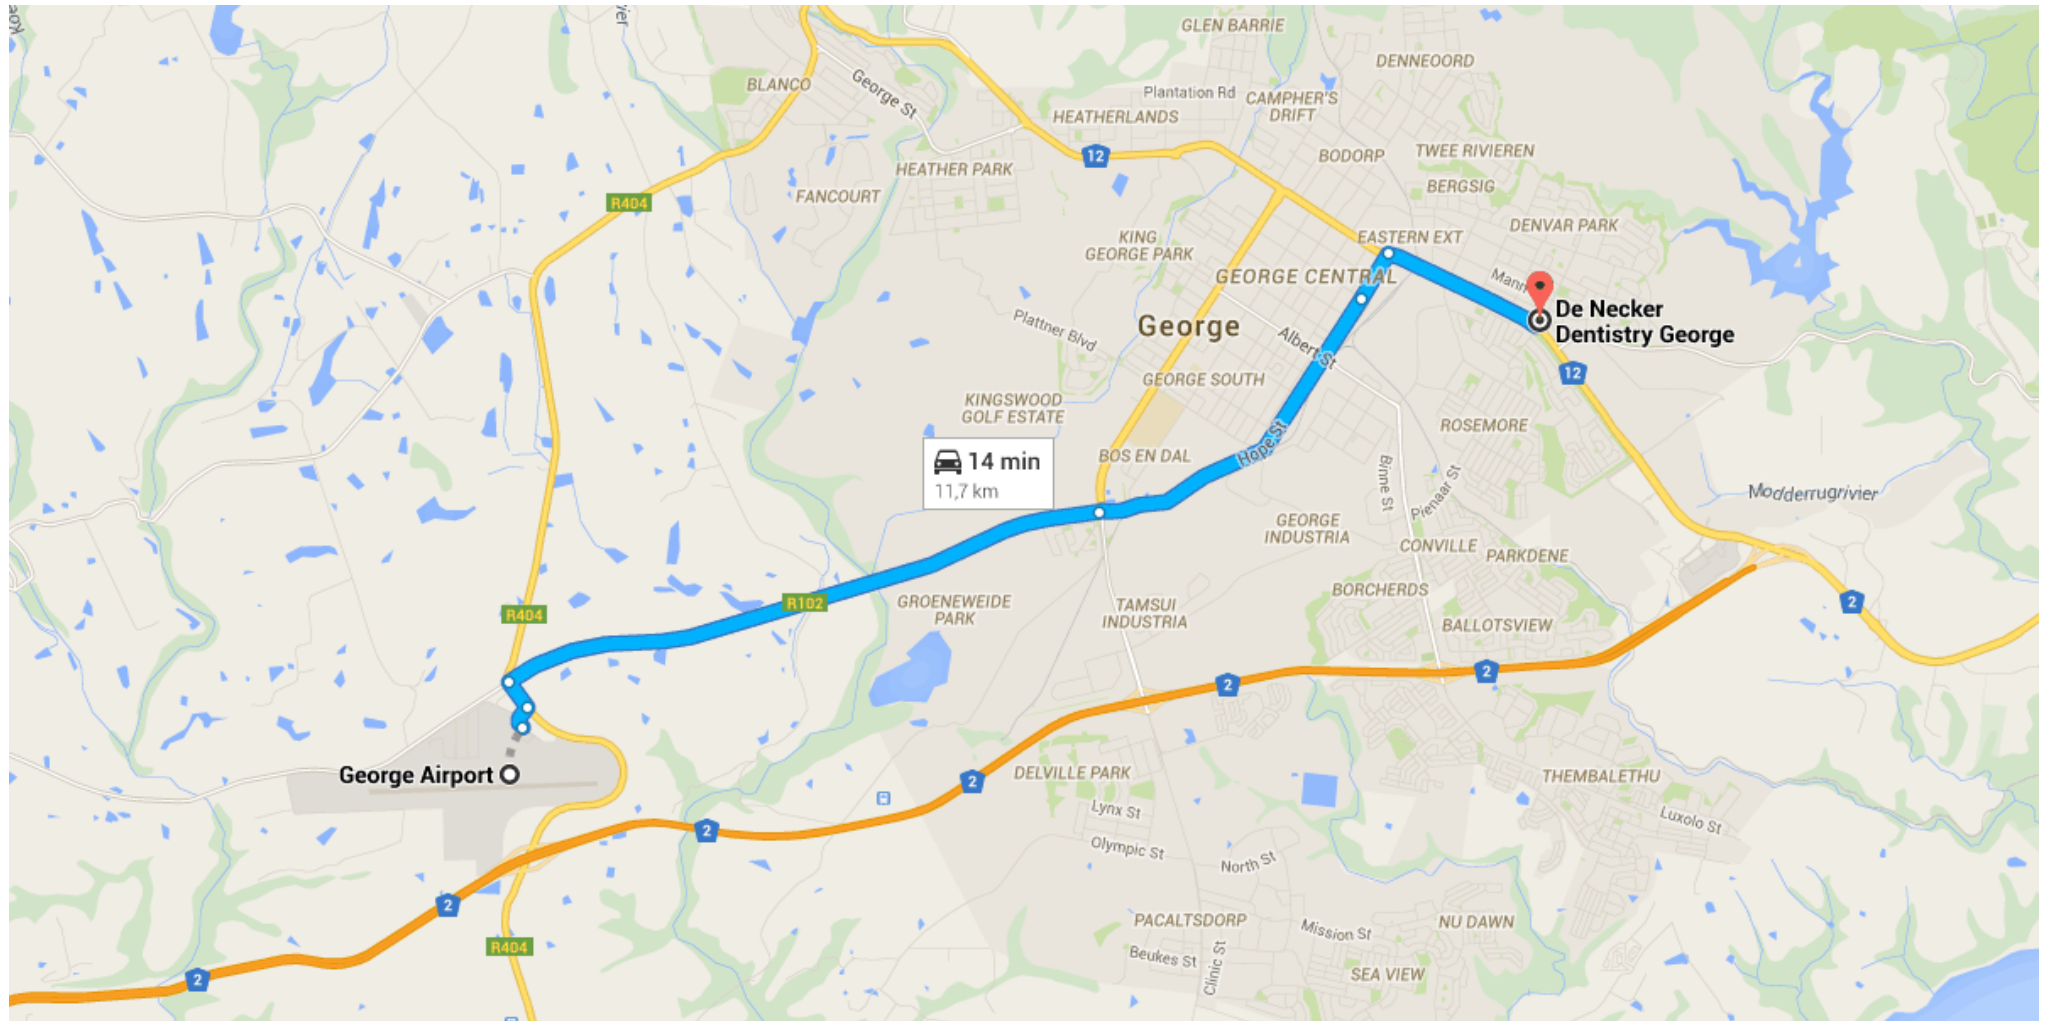 GLEN BARRIE
DENNEOORD
BLANCO
George St
Plantation Rd
CAMPHER'S
DRIFT
HEATHERLANDS
12
BODORP
TWEE RIVIEREN
HEATHER PARK
BERGSIG
FANCOURT
R404
DENVAR PARK
KING
GEORGE PARK
EASTERN EXT
GEORGE CENTRAL
De Necker
Dentistry George
Plattner Blvd
George
Albert St
12
GEORGE SOUTH
KINGSWOOD
GOLF ESTATE
ROSEMORE
14 min
11,7 km
BOS EN DAL
Hope St
Binne St
Pienaar St
Modderrugrivier
GEORGE
INDUSTRIA
CONVILLE
PARKDENE
R404
R102
GROENEWEIDE
PARK
TAMSUI
INDUSTRIA
BORCHERDS
BALLOTSVIEW
2
2
2
George Airport
DELVILLE PARK
2
THEMBALETHU
Lynx St
Luxolo St
2
Olympic St
North St
2
PACALTSDORP
Mission St
NU DAWN
R404
Beukes St
Clinic St
SEA VIEW
2